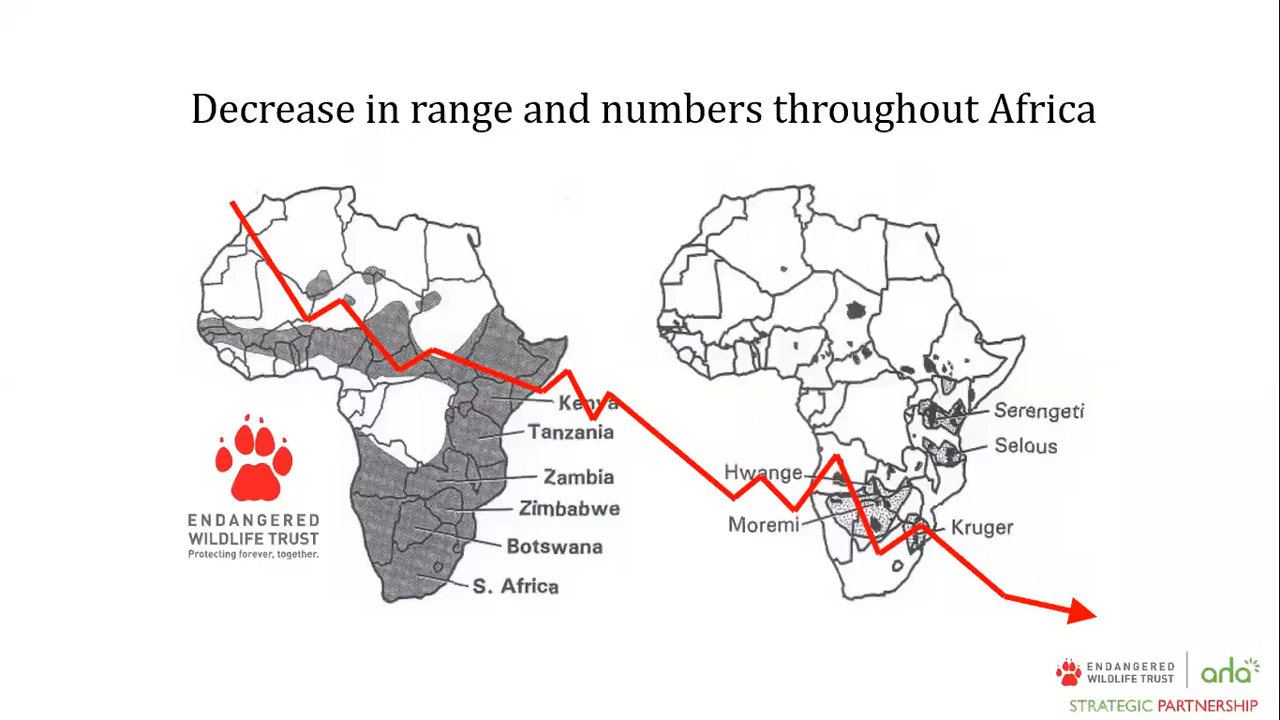 Decrease in range and numbers throughout Africa
Kenya
Tanzania
Zambia
Zimbabwe
Botswana
S. Africa
ENDANGERED
WILDLIFE TRUST
Protecting forever, together.
Serengeti
Selous
Hwange
Moremi
Kruger
ENDANGERED
WILDLIFE TRUST
arla
STRATEGIC PARTNERSHIP